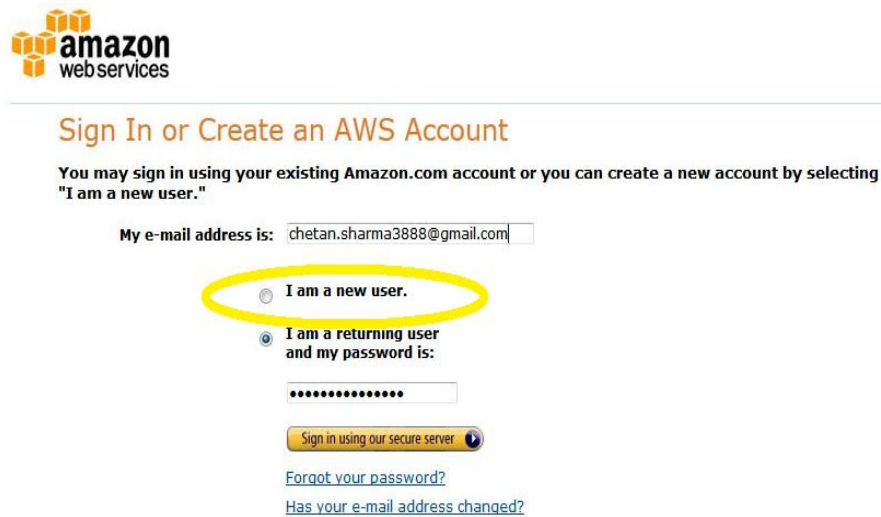 amazon
web services
Sign In or Create an AWS Account
You may sign in using your existing Amazon.com account or you can create a new account by selecting
"I am a new user."
My e-mail address is: chetan.sharma3888@gmail.com
I am a new user.
I am a returning user
and my password is:
•••••••••••••••
Sign in using our secure server
Forgot your password?
Has your e-mail address changed?